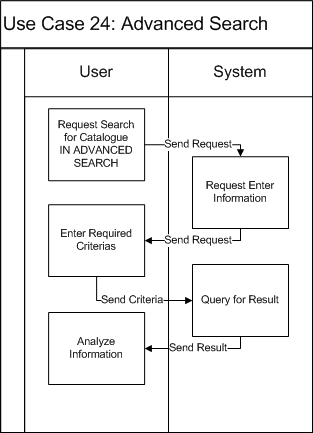 Use Case 24: Advanced Search
User
System
Request Search
for Catalogue
IN ADVANCED
SEARCH
Send Request
Request Enter
Information
Send Request
Enter Required
Criterias
Send Criteria
Query for Result
Send Result
Analyze
Information